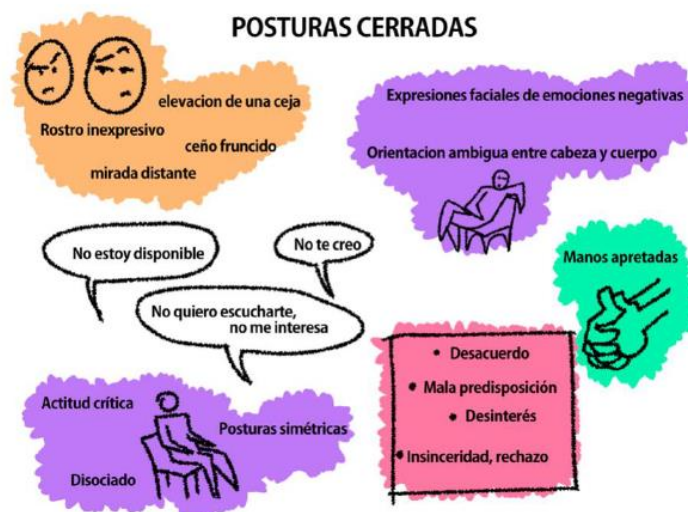 POSTURAS CERRADAS
elevacion de una ceja
Rostro inexpresivo
ceño fruncido
mirada distante
Expresiones faciales de emociones negativas
Orientacion ambigua entre cabeza y cuerpo
No estoy disponible
No te creo
No quiero escucharte,
no me interesa
Manos apretadas
• Desacuerdo
• Mala predisposición
• Desinterés
• Insinceridad, rechazo
Actitud crítica
Posturas simétricas
Disociado